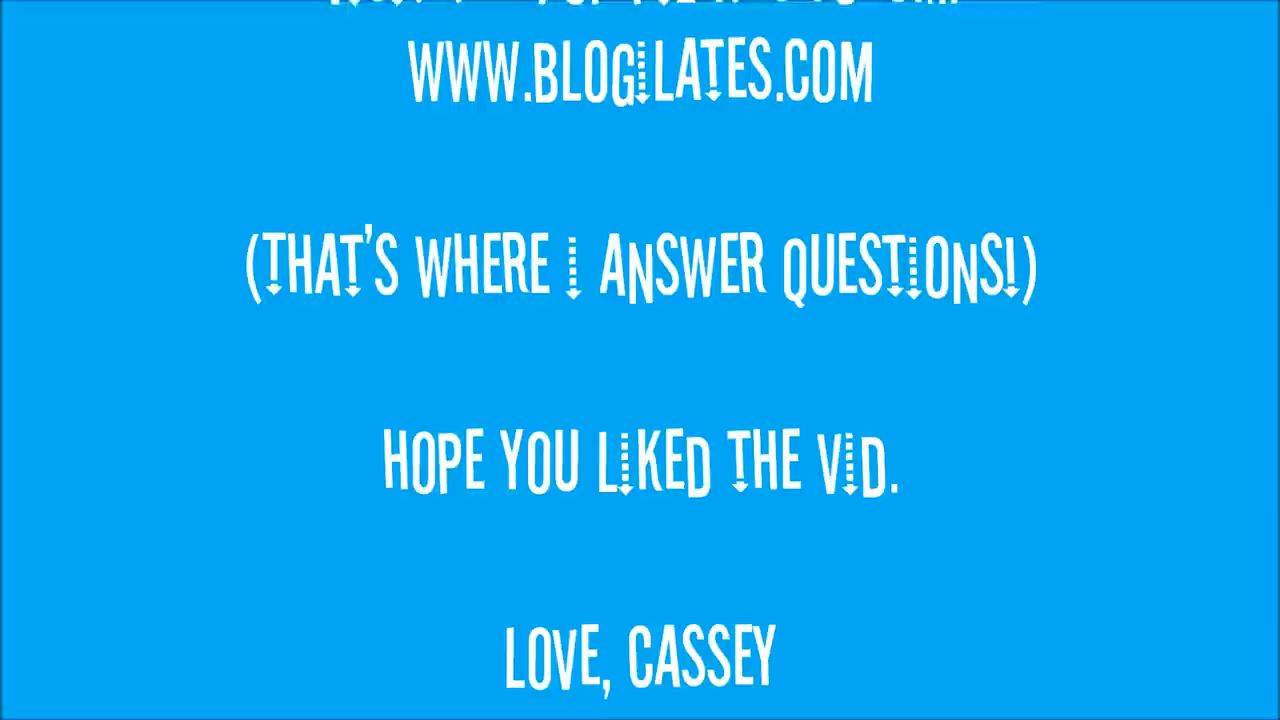 WWW.BLOGILATES.COM
(THAT'S WHERE I ANSWER QUESTIONS!)
HOPE YOU LIKED THE VID.
LOVE, CASSEY